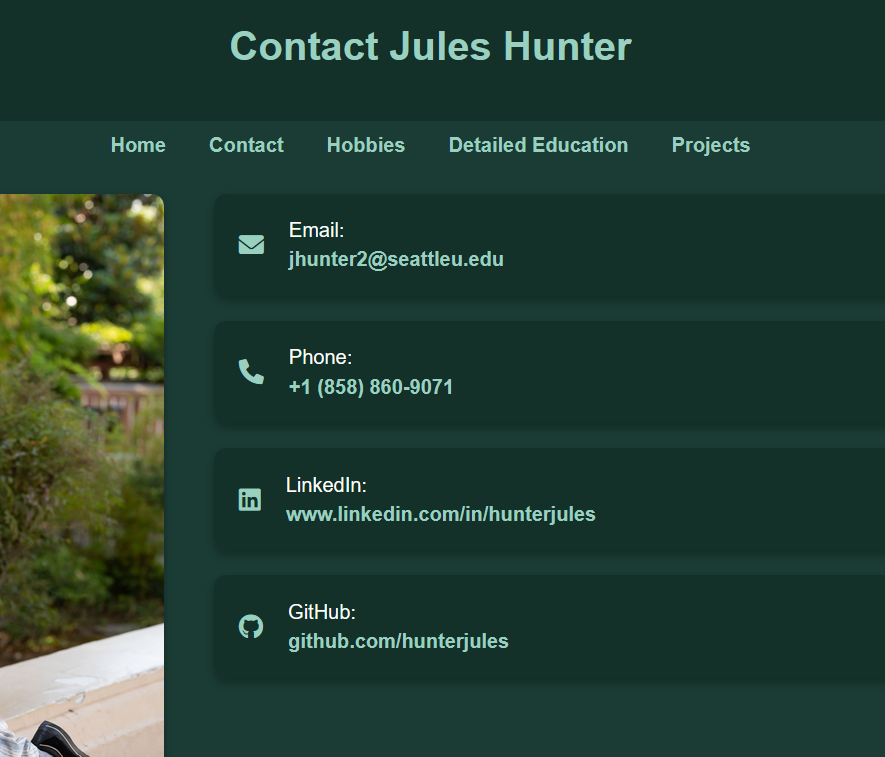 Contact Jules Hunter
Home Contact Hobbies Detailed Education Projects
Email:
jhunter2@seattleu.edu
Phone:
+1 (858) 860-9071
LinkedIn:
www.linkedin.com/in/hunterjules
GitHub:
github.com/hunterjules